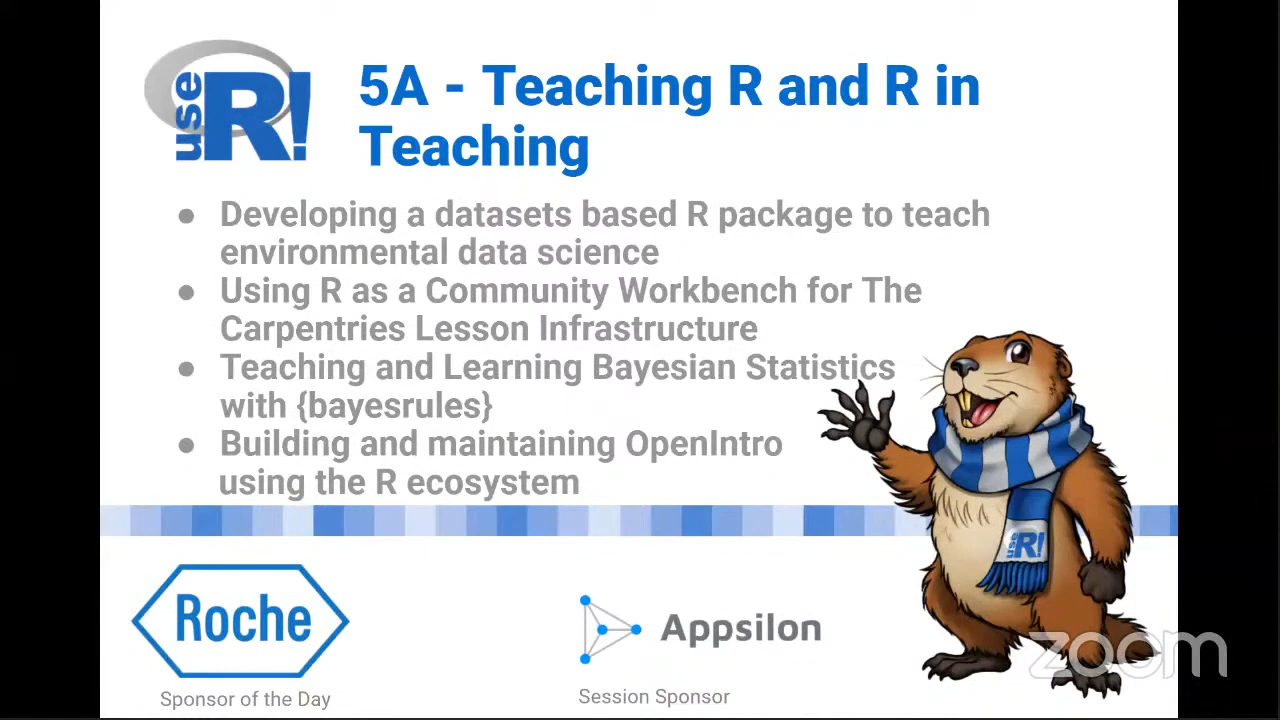 use R!
5A - Teaching R and R in
Teaching
● Developing a datasets based R package to teach
environmental data science
● Using R as a Community Workbench for The
Carpentries Lesson Infrastructure
● Teaching and Learning Bayesian Statistics
with {bayesrules}
● Building and maintaining OpenIntro
using the R ecosystem
use R!
Roche
Appsilon
zoom
Sponsor of the Day
Session Sponsor